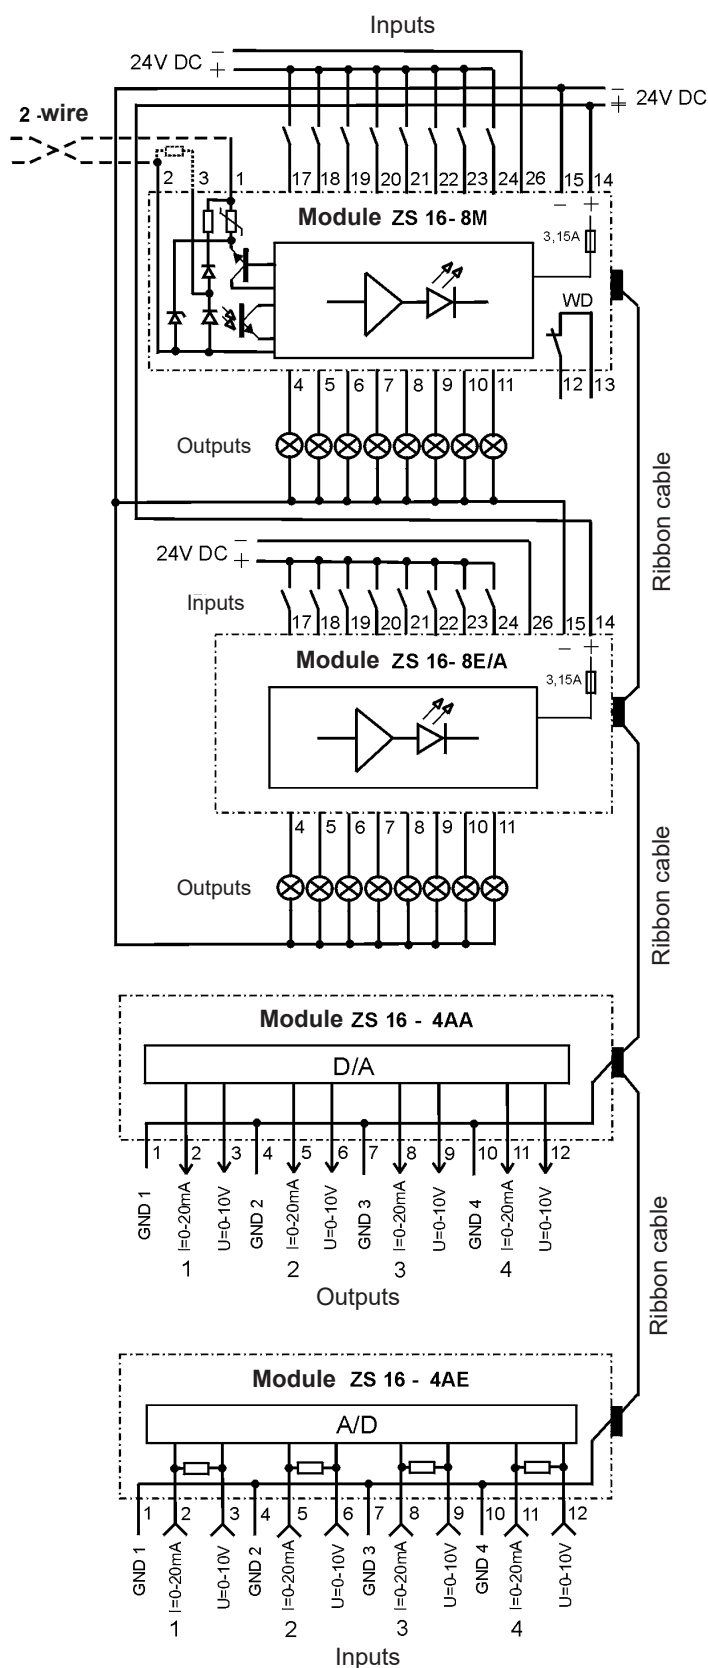 Inputs
24V DC − +
− + 24V DC
2 -wire
2 3 1 17 18 19 20 21 22 23 24 26 15 14
Module ZS 16- 8M
− +
3,15A
WD
4 5 6 7 8 9 10 11 12 13
Outputs
Ribbon cable
24V DC − +
Inputs
17 18 19 20 21 22 23 24 26 15 14
Module ZS 16- 8E/A
− +
3,15A
4 5 6 7 8 9 10 11
Outputs
Ribbon cable
Module ZS 16 - 4AA
D/A
1 2 3 4 5 6 7 8 9 10 11 12
GND 1 I=0-20mA U=0-10V GND 2 I=0-20mA U=0-10V GND 3 I=0-20mA U=0-10V GND 4 I=0-20mA U=0-10V
1 2 3 4
Outputs
Ribbon cable
Module ZS 16 - 4AE
A/D
1 2 3 4 5 6 7 8 9 10 11 12
GND 1 I=0-20mA U=0-10V GND 2 I=0-20mA U=0-10V GND 3 I=0-20mA U=0-10V GND 4 I=0-20mA U=0-10V
1 2 3 4
Inputs